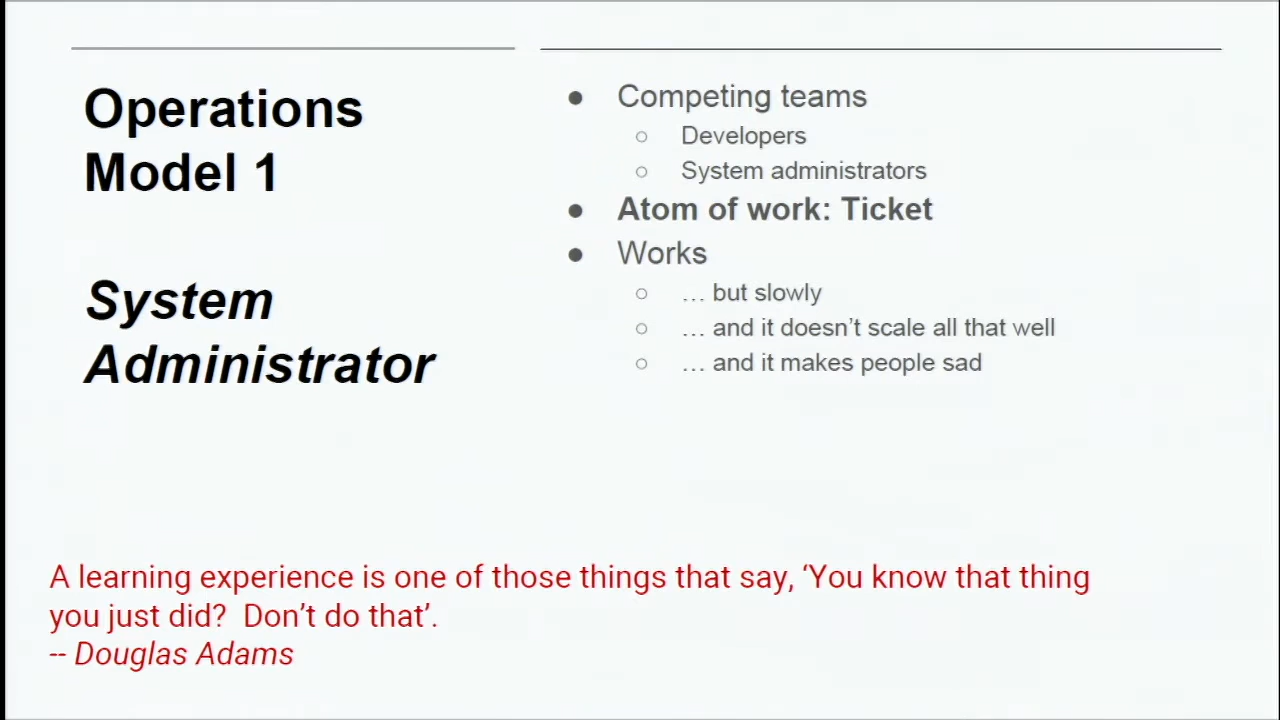 Operations
Model 1
System
Administrator
● Competing teams
○ Developers
○ System administrators
● Atom of work: Ticket
● Works
○ … but slowly
○ … and it doesn’t scale all that well
○ … and it makes people sad
A learning experience is one of those things that say, ‘You know that thing
you just did?  Don’t do that’.
-- Douglas Adams